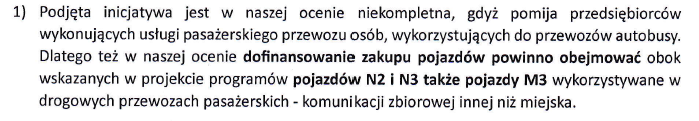 1) Podjęta inicjatywa jest w naszej ocenie niekompletna, gdyż pomija przedsiębiorców
wykonujących usługi pasażerskiego przewozu osób, wykorzystujących do przewozów autobusy.
Dlatego też w naszej ocenie dofinansowanie zakupu pojazdów powinno obejmować obok
wskazanych w projekcie programów pojazdów N2 i N3 także pojazdy M3 wykorzystywane w
drogowych przewozach pasażerskich - komunikacji zbiorowej innej niż miejska.